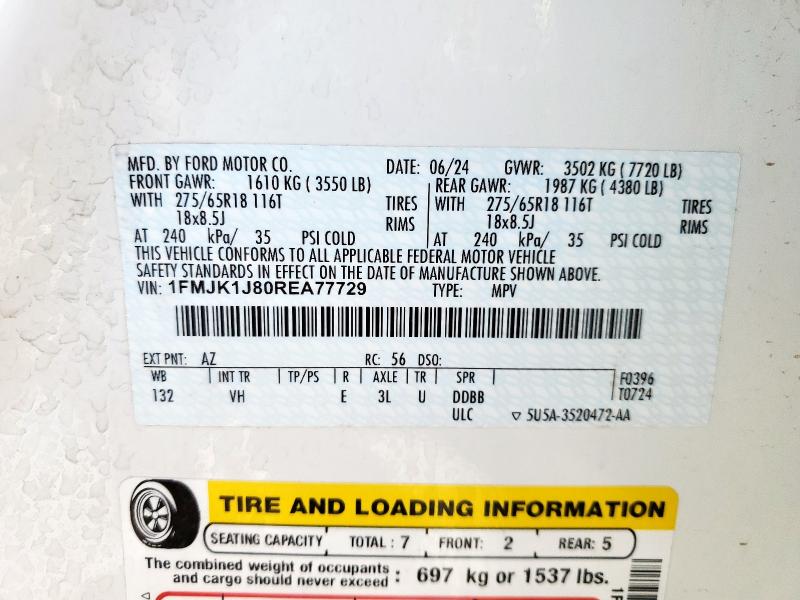 MFD. BY FORD MOTOR CO. DATE: 06/24 GVWR: 3502 KG ( 7720 LB)
FRONT GAWR: 1610 KG ( 3550 LB) REAR GAWR: 1987 KG ( 4380 LB)
WITH 275/65R18 116T TIRES WITH 275/65R18 116T TIRES
18x8.5J RIMS 18x8.5J RIMS
AT 240 kPa/ 35 PSI COLD AT 240 kPa/ 35 PSI COLD
THIS VEHICLE CONFORMS TO ALL APPLICABLE FEDERAL MOTOR VEHICLE
SAFETY STANDARDS IN EFFECT ON THE DATE OF MANUFACTURE SHOWN ABOVE.
VIN: 1FMJK1J80REA77729 TYPE: MPV
EXT PNT: AZ RC: 56 DSO:
WB INT TR TP/PS R AXLE TR SPR F0396
132 VH E 3L U DDBB T0724
ULC ▽ 5U5A-3520472-AA
TIRE AND LOADING INFORMATION
SEATING CAPACITY TOTAL : 7 FRONT: 2 REAR: 5
The combined weight of occupants
and cargo should never exceed : 697 kg or 1537 lbs.